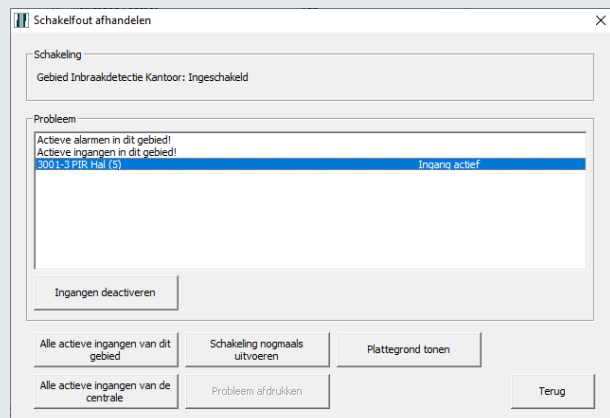 Schakelfout afhandelen
Schakeling
Gebied Inbraakdetectie Kantoor: Ingeschakeld
Probleem
Actieve alarmen in dit gebied!
Actieve ingangen in dit gebied!
3001-3 PIR Hal (5) Ingang actief
Ingangen deactiveren
Alle actieve ingangen van dit
gebied
Schakeling nogmaals
uitvoeren
Plattegrond tonen
Alle actieve ingangen van de
centrale
Probleem afdrukken
Terug